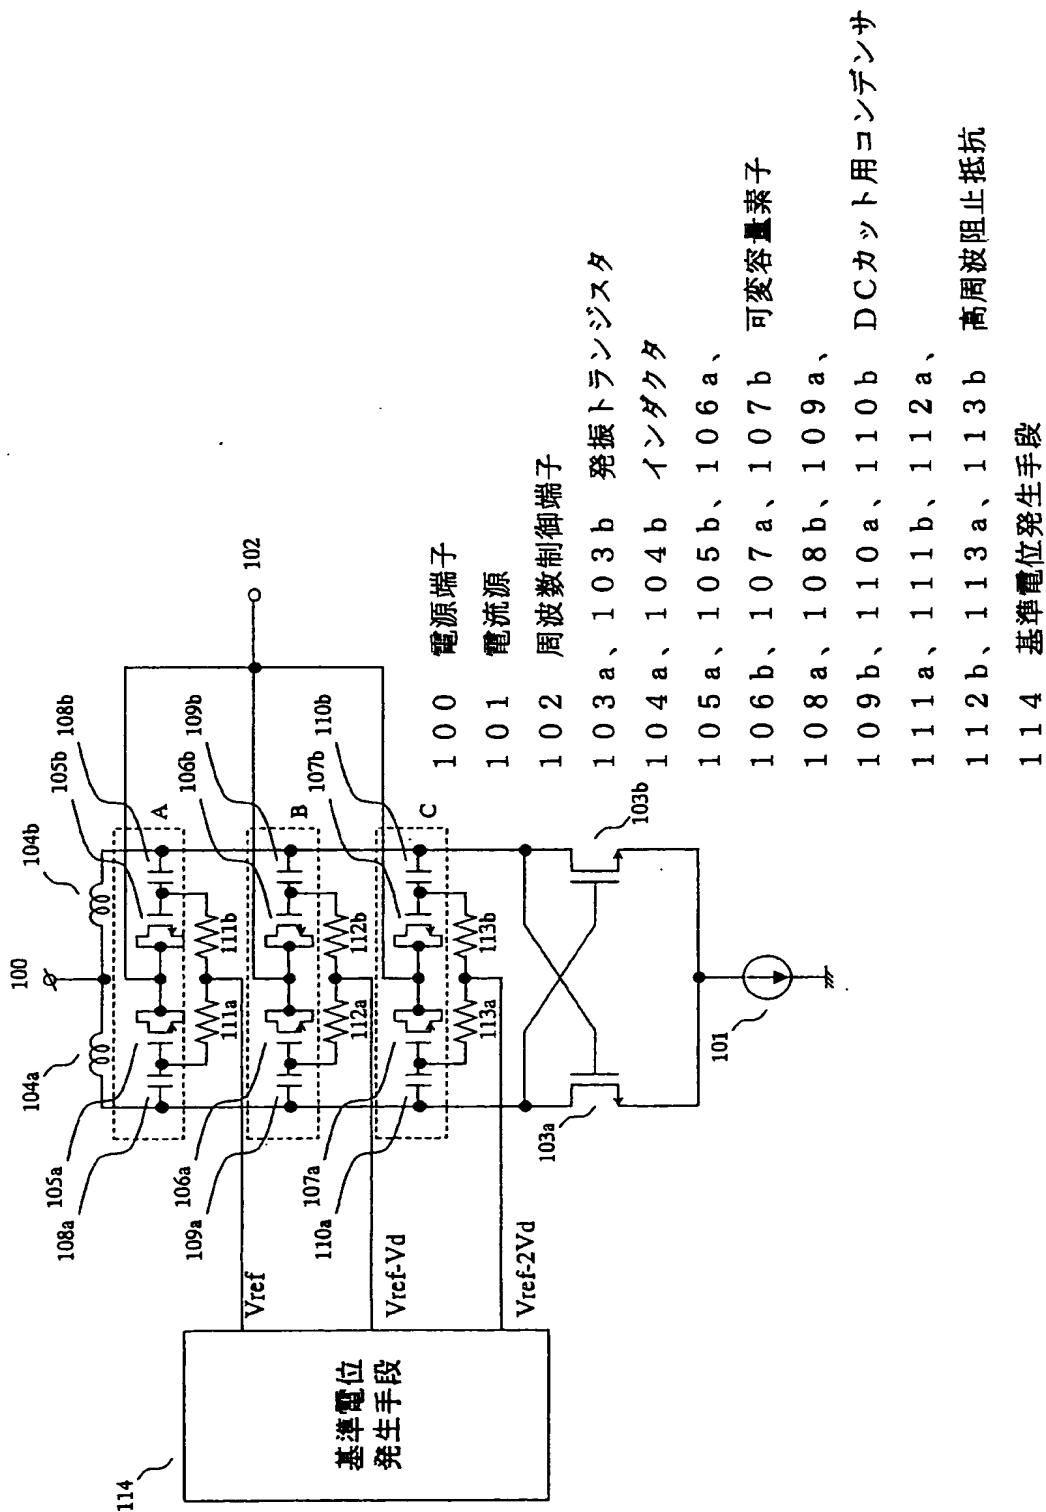 100
104a
104b
105b
108b
106b
109b
107b
110b
102
A
B
C
105a
108a
106a
109a
107a
110a
111a
111b
112a
112b
113a
113b
114
基準電位
発生手段
Vref
Vref-Vd
Vref-2Vd
103a
103b
101
100 電源端子
101 電流源
102 周波数制御端子
103a、103b 発振トランジスタ
104a、104b インダクタ
105a、105b、106a、
106b、107a、107b 可変容量素子
108a、108b、109a、
109b、110a、110b DCカット用コンデンサ
111a、111b、112a、
112b、113a、113b 高周波阻止抵抗
114 基準電位発生手段